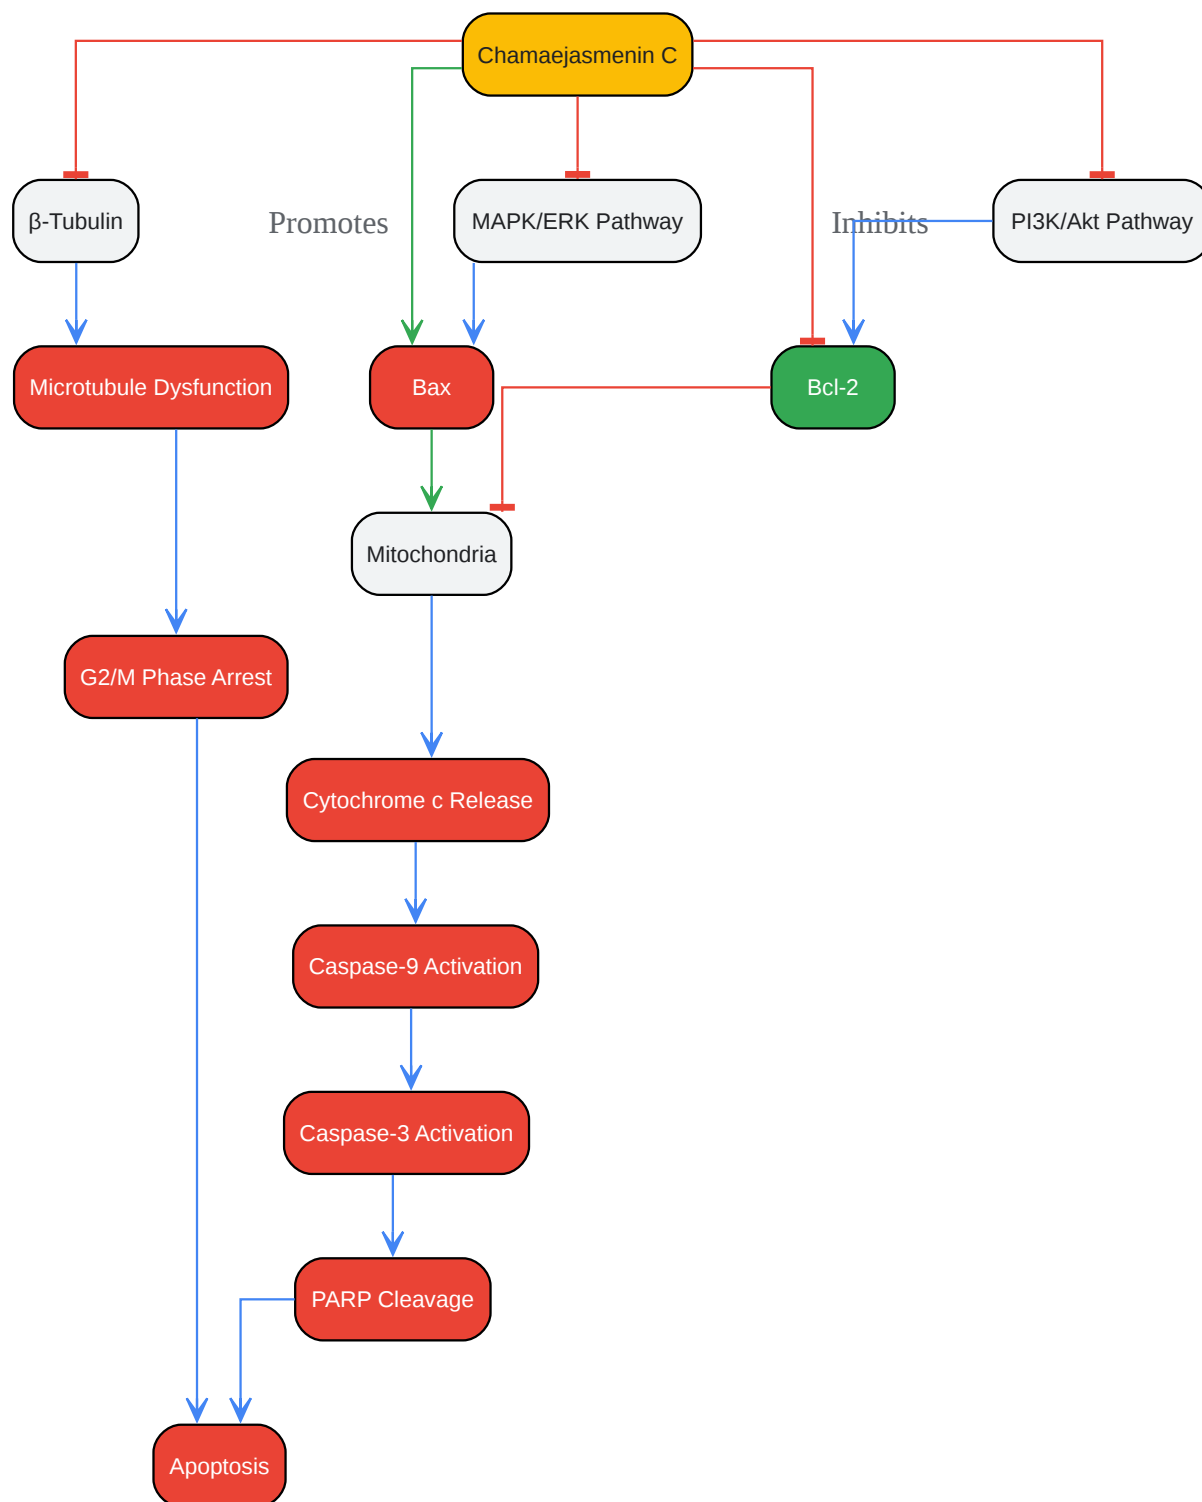 Chamaejasmenin C
β-Tubulin
Promotes
MAPK/ERK Pathway
Inhibits
PI3K/Akt Pathway
Microtubule Dysfunction
Bax
Bcl-2
Mitochondria
G2/M Phase Arrest
Cytochrome c Release
Caspase-9 Activation
Caspase-3 Activation
PARP Cleavage
Apoptosis